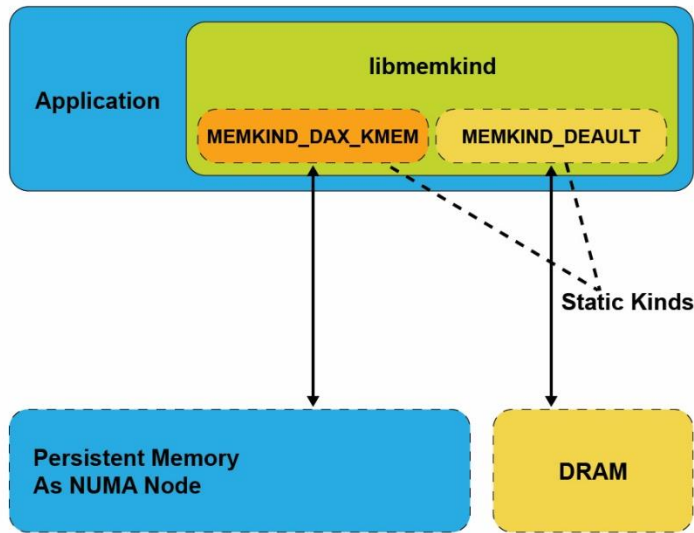 libmemkind
Application
MEMKIND_DAX_KMEM
MEMKIND_DEAULT
Static Kinds
Persistent Memory
As NUMA Node
DRAM